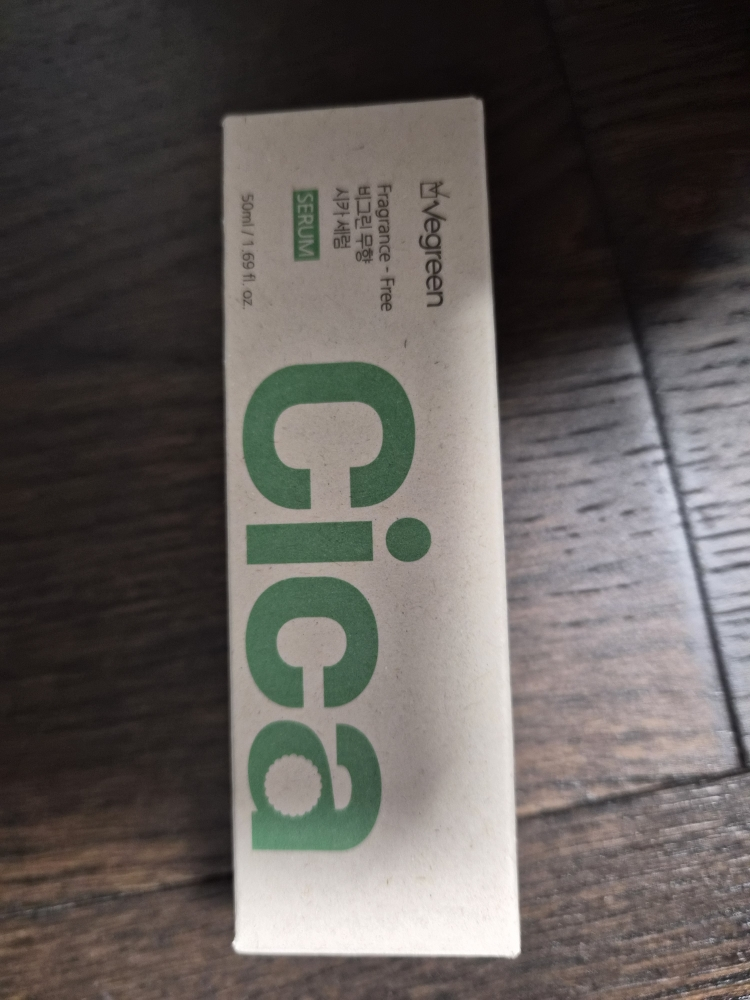 Vegreen
Fragrance - Free
비그린 무향
시카 세럼
SERUM
50ml / 1.69 fl. oz.
Cica